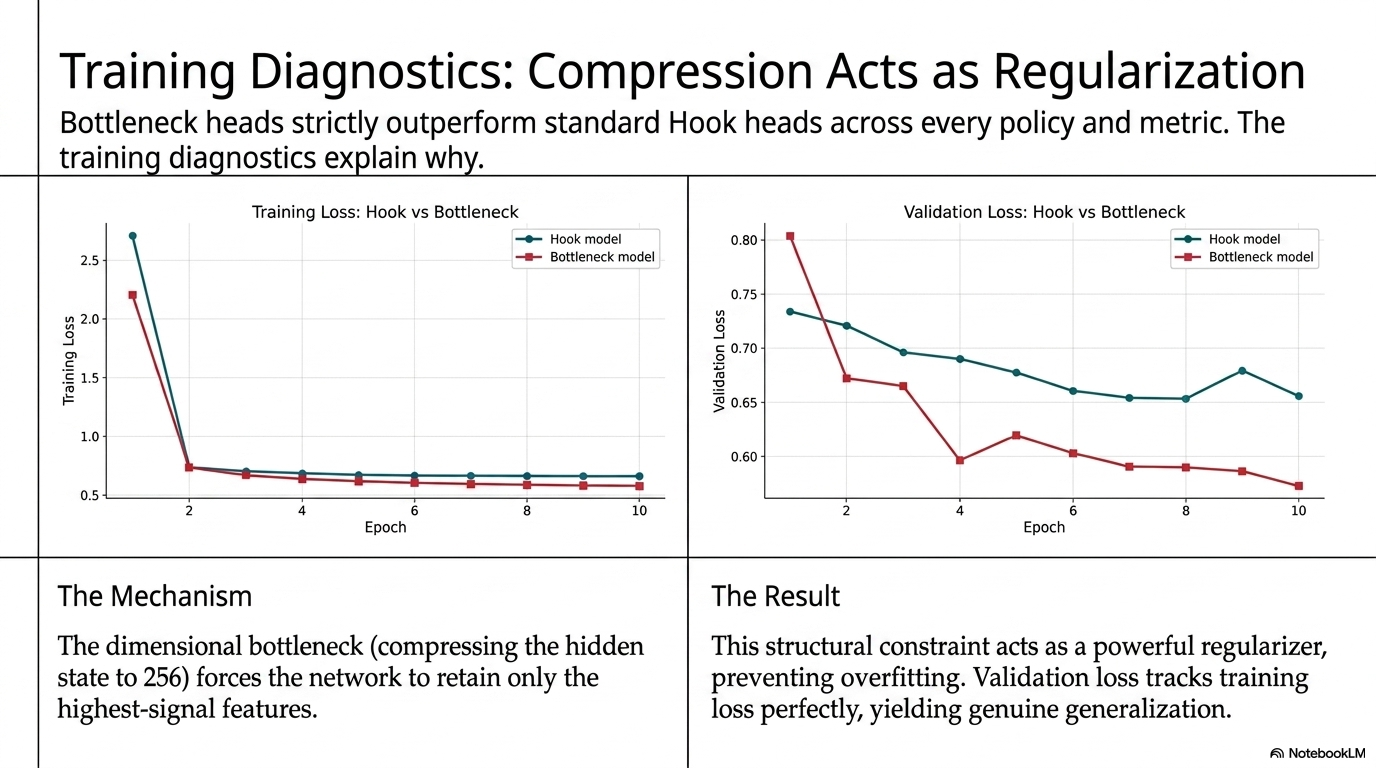 Training Diagnostics: Compression Acts as Regularization
Bottleneck heads strictly outperform standard Hook heads across every policy and metric. The
training diagnostics explain why.
Training Loss: Hook vs Bottleneck
Hook model
Bottleneck model
Training Loss
2.5
2.0
1.5
1.0
0.5
2
4
6
8
10
Epoch
Validation Loss: Hook vs Bottleneck
Hook model
Bottleneck model
Validation Loss
0.80
0.75
0.70
0.65
0.60
2
4
6
8
10
Epoch
The Mechanism
The dimensional bottleneck (compressing the hidden
state to 256) forces the network to retain only the
highest-signal features.
The Result
This structural constraint acts as a powerful regularizer,
preventing overfitting. Validation loss tracks training
loss perfectly, yielding genuine generalization.
NotebookLM